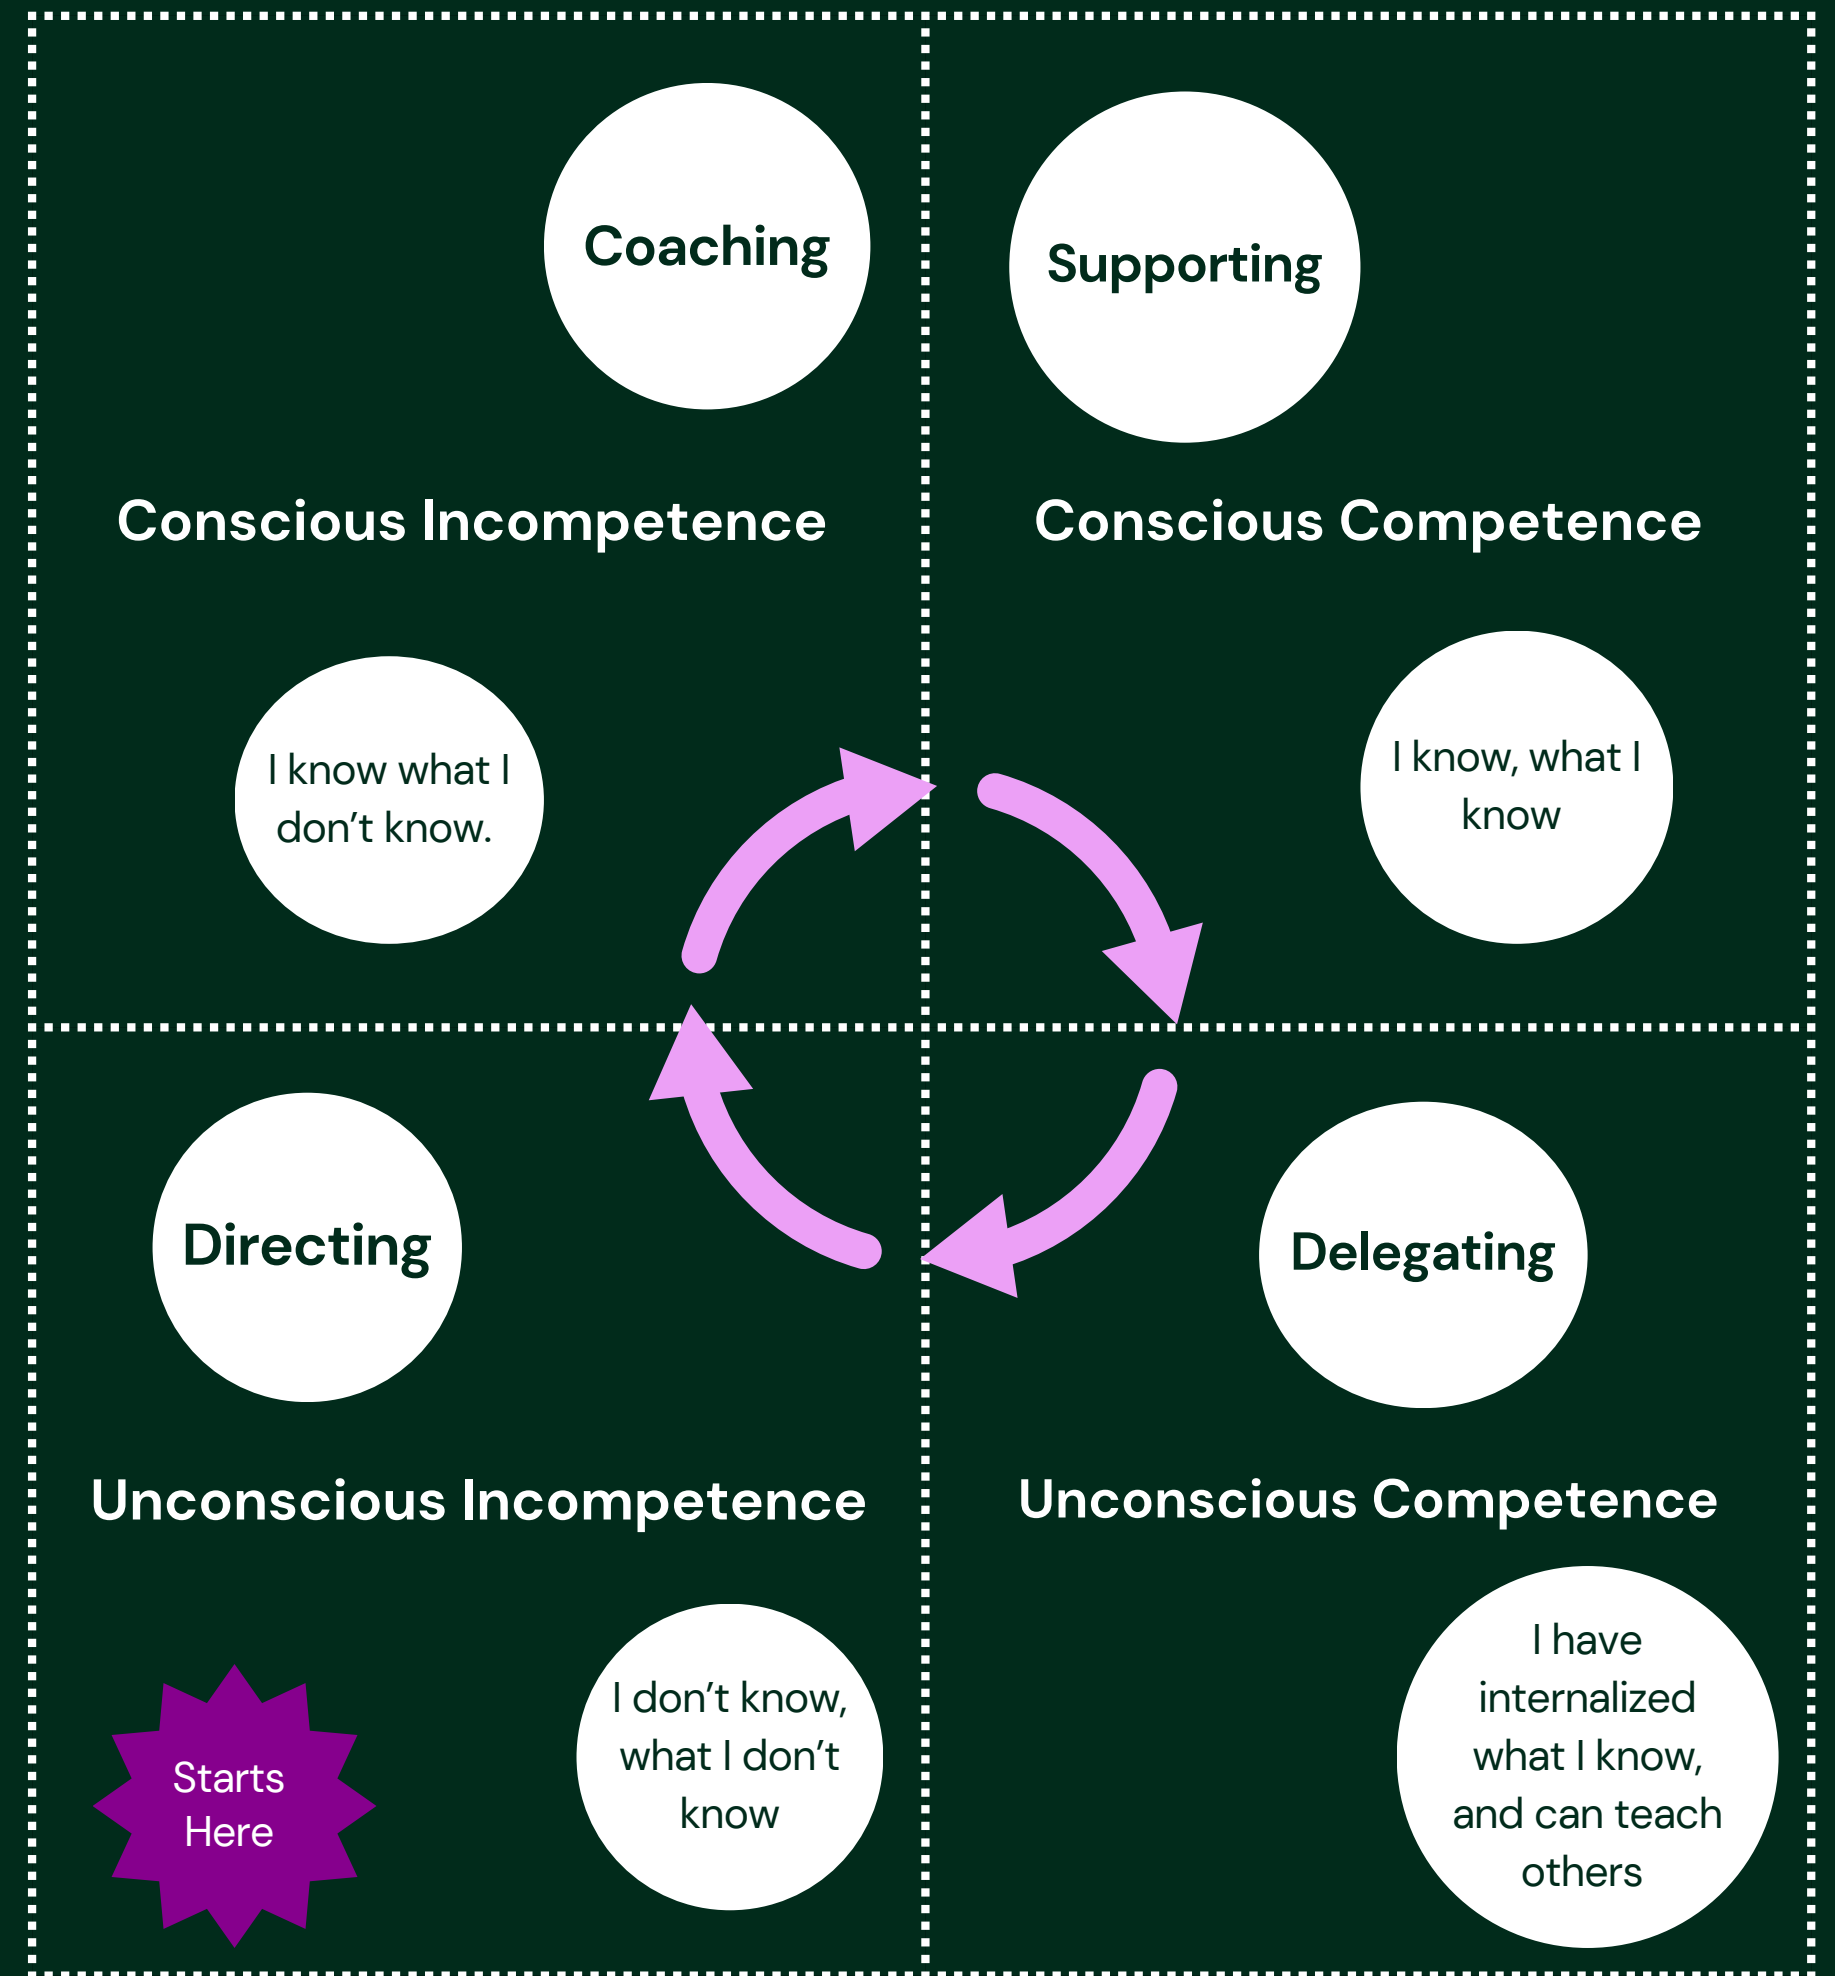 Coaching
Supporting
Conscious Incompetence
Conscious Competence
I know what I
don’t know.
I know, what I
know
Directing
Delegating
Unconscious Incompetence
Unconscious Competence
Starts
Here
I don’t know,
what I don’t
know
I have
internalized
what I know,
and can teach
others